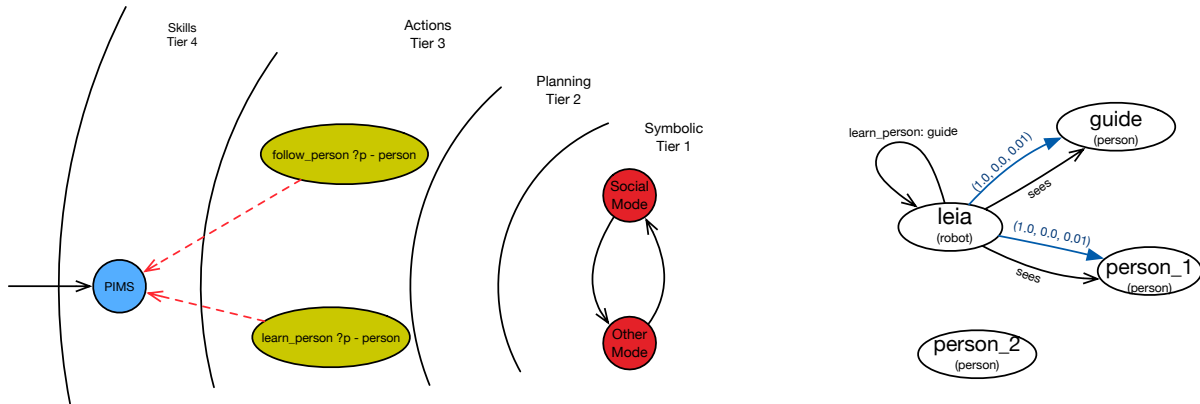 Skills
Tier 4
Actions
Tier 3
Planning
Tier 2
Symbolic
Tier 1
follow_person ?p - person
PIMS
learn_person ?p - person
Social
Mode
Other
Mode
learn_person: guide
guide
(person)
(1.0, 0.0, 0.01)
sees
leia
(robot)
(1.0, 0.0, 0.01)
sees
person_1
(person)
person_2
(person)